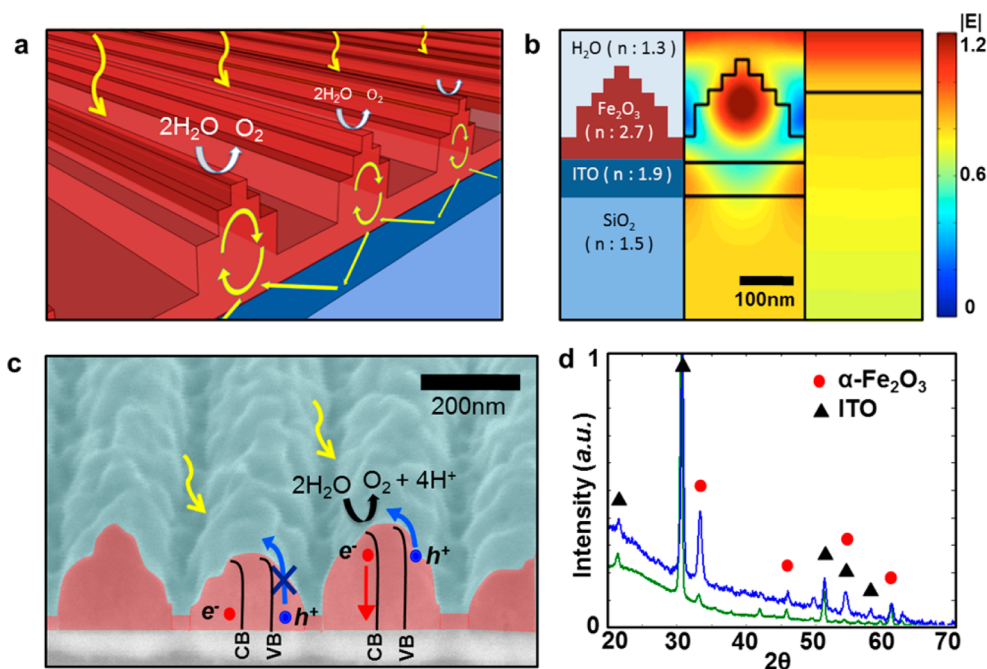 a
2H₂O O₂
2H₂O O₂
b
H₂O (n : 1.3)
Fe₂O₃
(n : 2.7)
ITO (n : 1.9)
SiO₂
(n : 1.5)
100nm
|E|
1.2
0.6
0
c
200nm
2H₂O O₂ + 4H⁺
e⁻ h⁺
e⁻ h⁺
CB VB CB VB
d
1
Intensity (a.u.)
0
α-Fe₂O₃
ITO
20 30 40 50 60 70
2θ